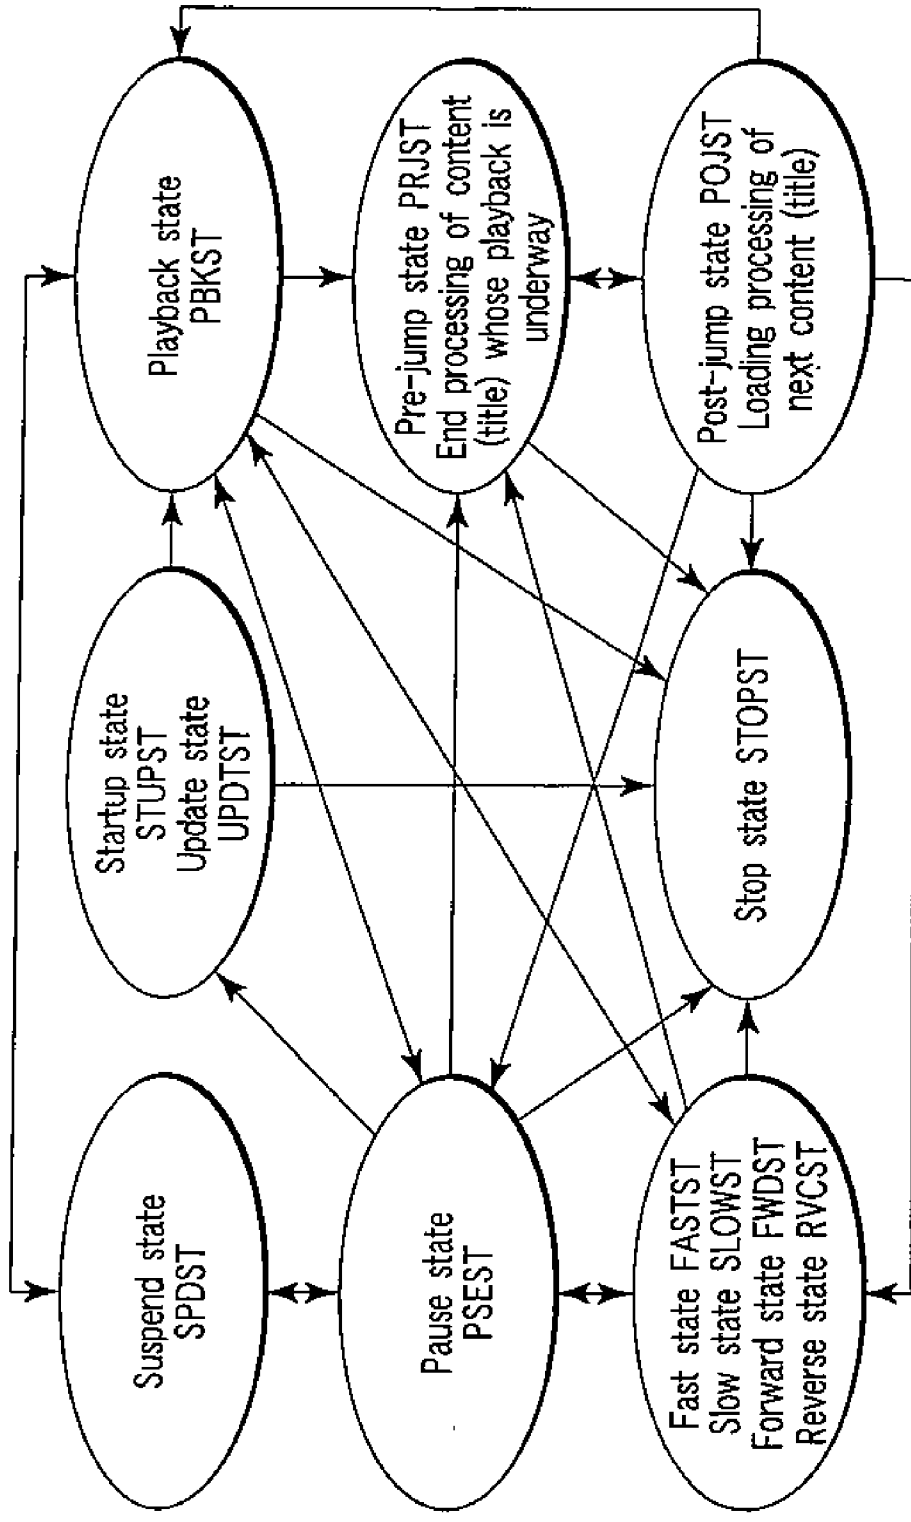 Suspend state
SPDST
Startup state
STUPST
Update state
UPDTST
Playback state
PBKST
Pause state
PSEST
Pre-jump state PRJST
End processing of content
(title) whose playback is
underway
Fast state FASTST
Slow state SLOWST
Forward state FWDST
Reverse state RVCST
Stop state STOPST
Post-jump state POJST
Loading processing of
next content (title)